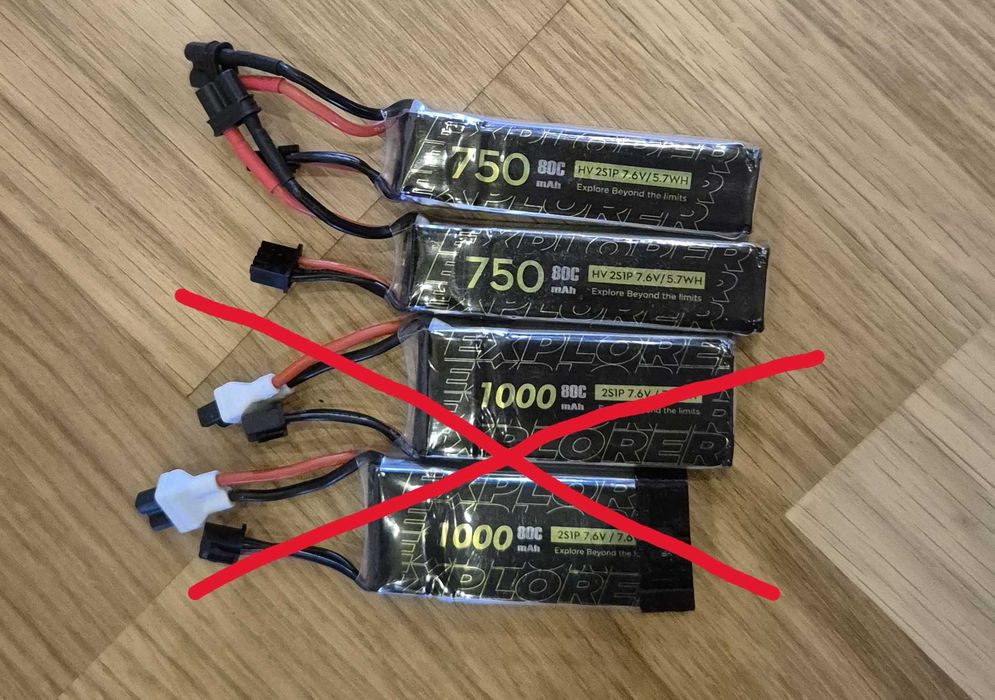 EXPLORER
750 80C mAh HV 2S1P 7.6V/5.7WH
Explore Beyond the limits
EXPLORER
EXPLORER
750 80C mAh HV 2S1P 7.6V/5.7WH
Explore Beyond the limits
EXPLORER
1000 80C mAh 2S1P 7.6V
the limits
EXPLORER
EXPLOR
1000 80C mAh 2S1P 7.6V / 7.6
Explore Beyond the
EXPLORE